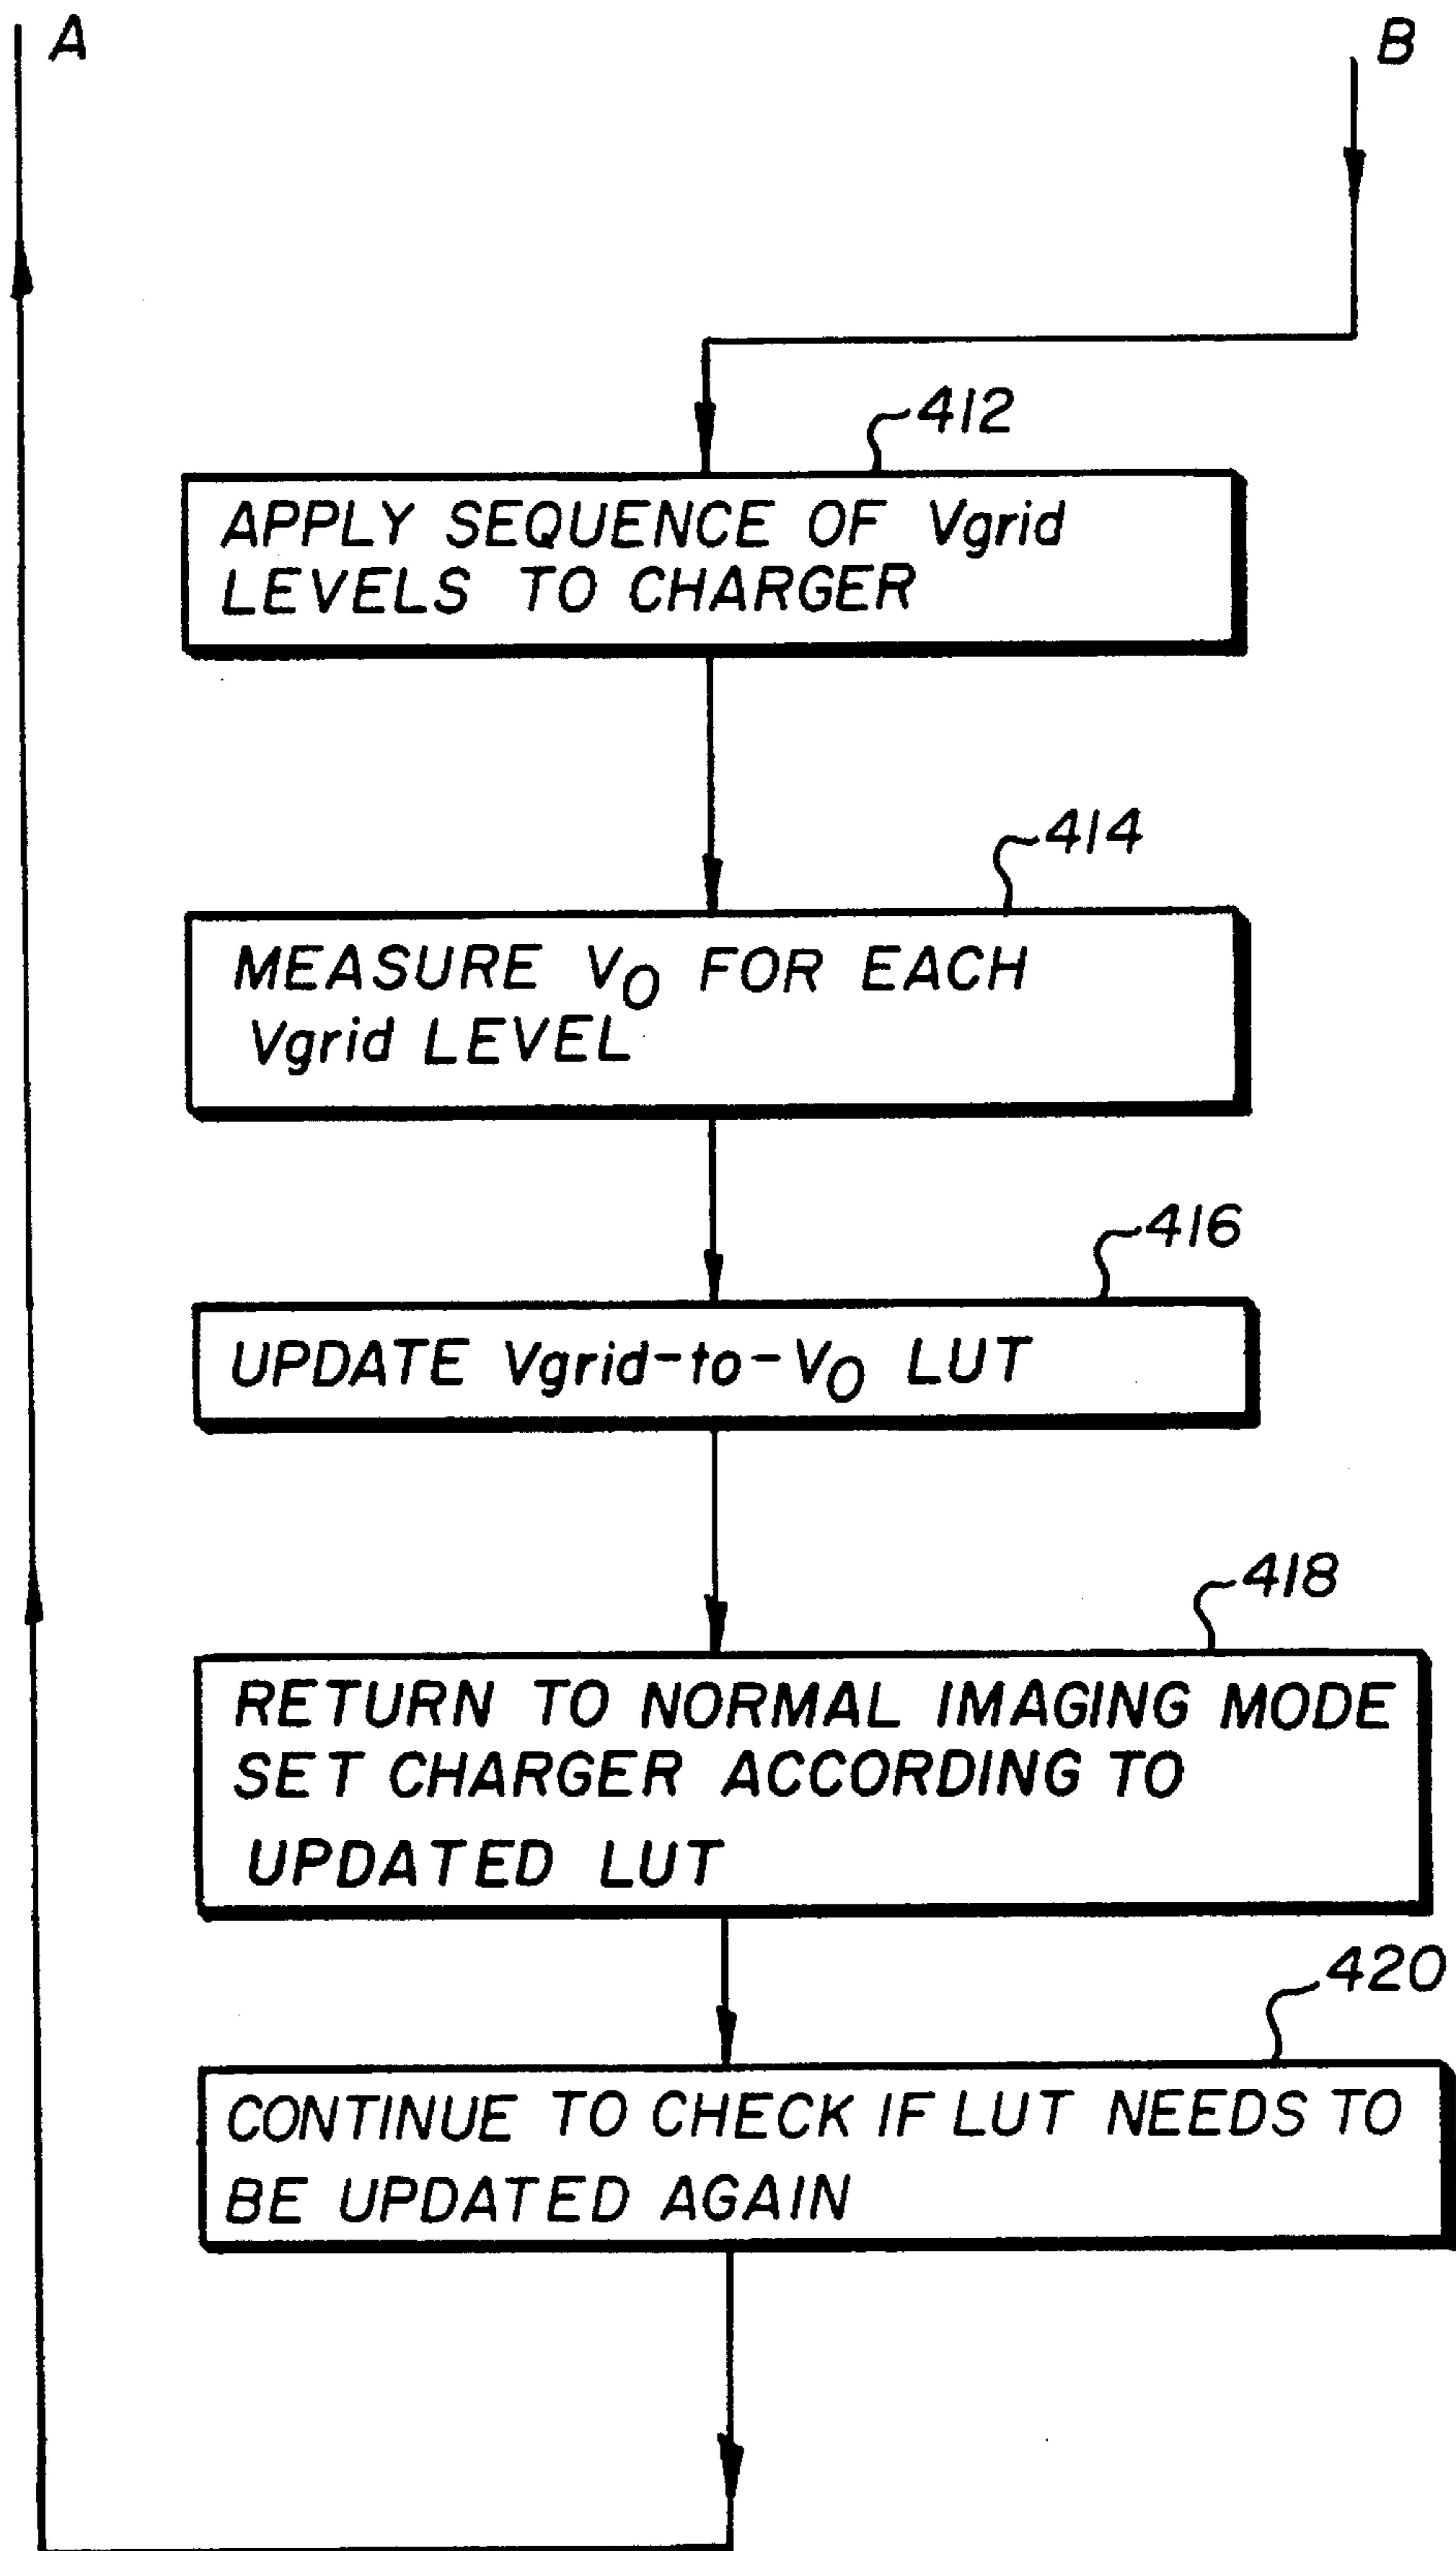 A
B
412
APPLY SEQUENCE OF Vgrid
LEVELS TO CHARGER
414
MEASURE VO FOR EACH
Vgrid LEVEL
416
UPDATE Vgrid-to-VO LUT
418
RETURN TO NORMAL IMAGING MODE
SET CHARGER ACCORDING TO
UPDATED LUT
420
CONTINUE TO CHECK IF LUT NEEDS TO
BE UPDATED AGAIN